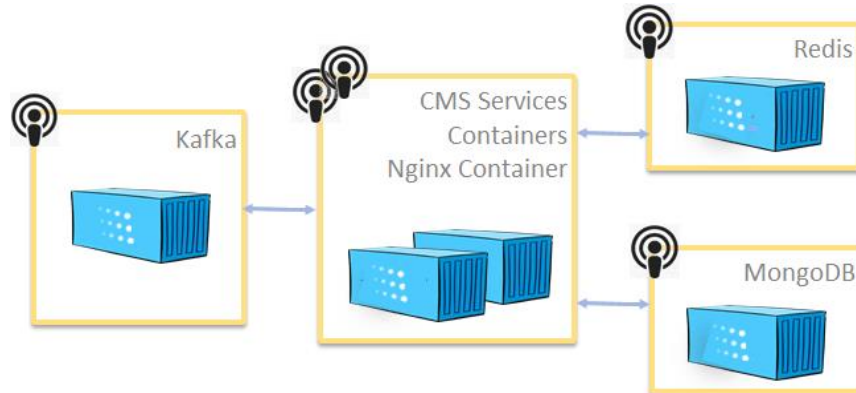 Kafka
CMS Services
Containers
Nginx Container
Redis
MongoDB